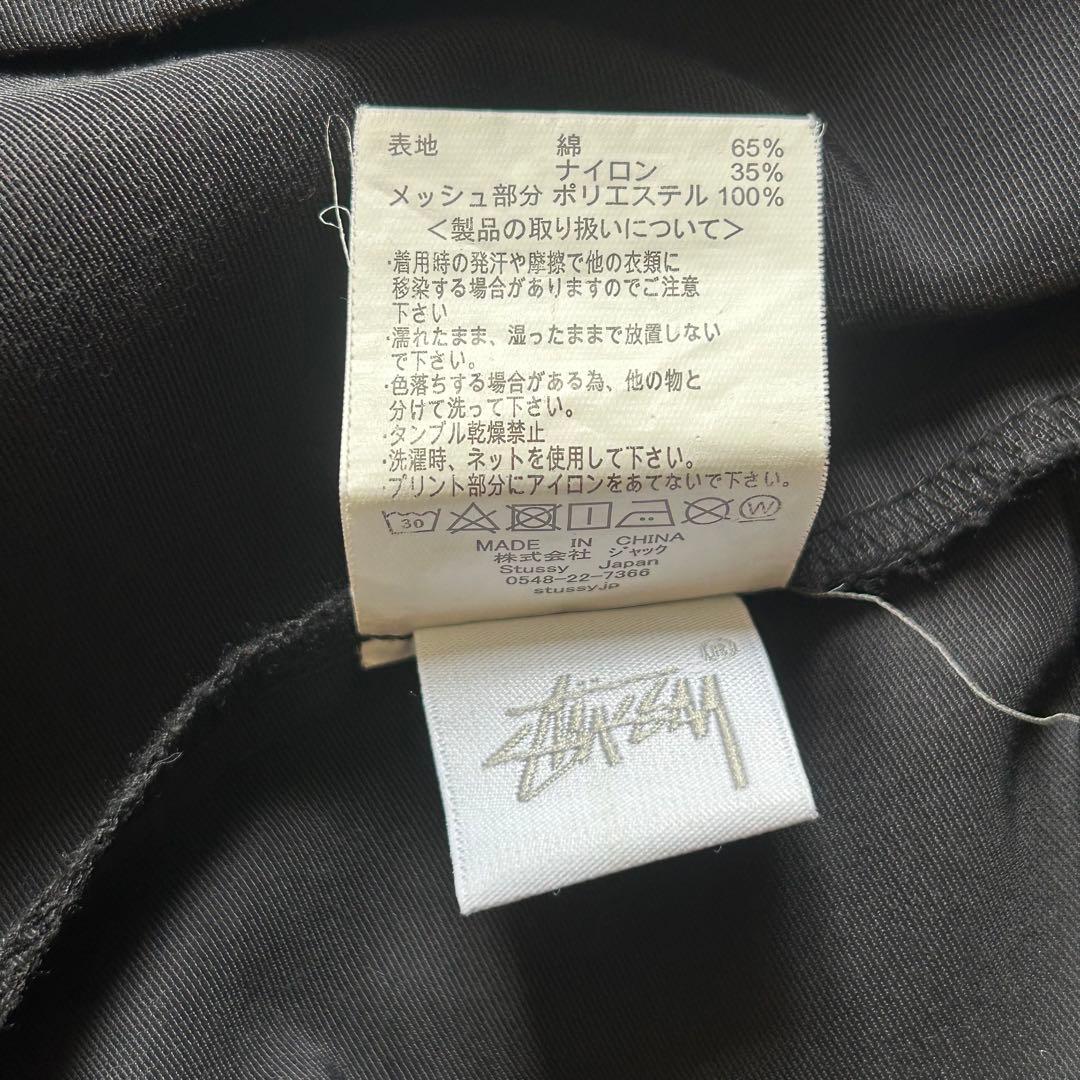 表地 綿 65%
ナイロン 35%
メッシュ部分 ポリエステル 100%
＜製品の取り扱いについて＞
・着用時の発汗や摩擦で他の衣類に
移染する場合がありますのでご注意
下さい
・濡れたまま、湿ったままで放置しない
で下さい。
・色落ちする場合がある為、他の物と
分けて洗って下さい。
・タンブル乾燥禁止
・洗濯時、ネットを使用して下さい。
・プリント部分にアイロンをあてないで下さい。
30 W
MADE IN CHINA
株式会社 ジャック
Stussy Japan
0548-22-7366
stussy.jp
STÜSSY ®